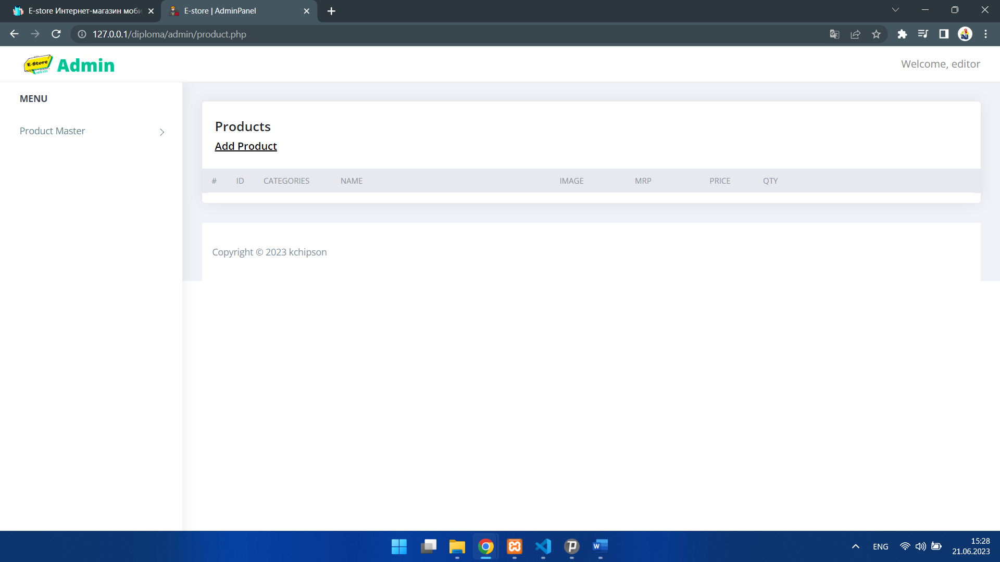 E-store Интернет-магазин моби
E-store | AdminPanel
127.0.0.1/diploma/admin/product.php
E-Store
Admin
Welcome, editor
MENU
Product Master
Products
Add Product
# ID CATEGORIES NAME IMAGE MRP PRICE QTY
Copyright © 2023 kchipson
ENG
15:28
21.06.2023